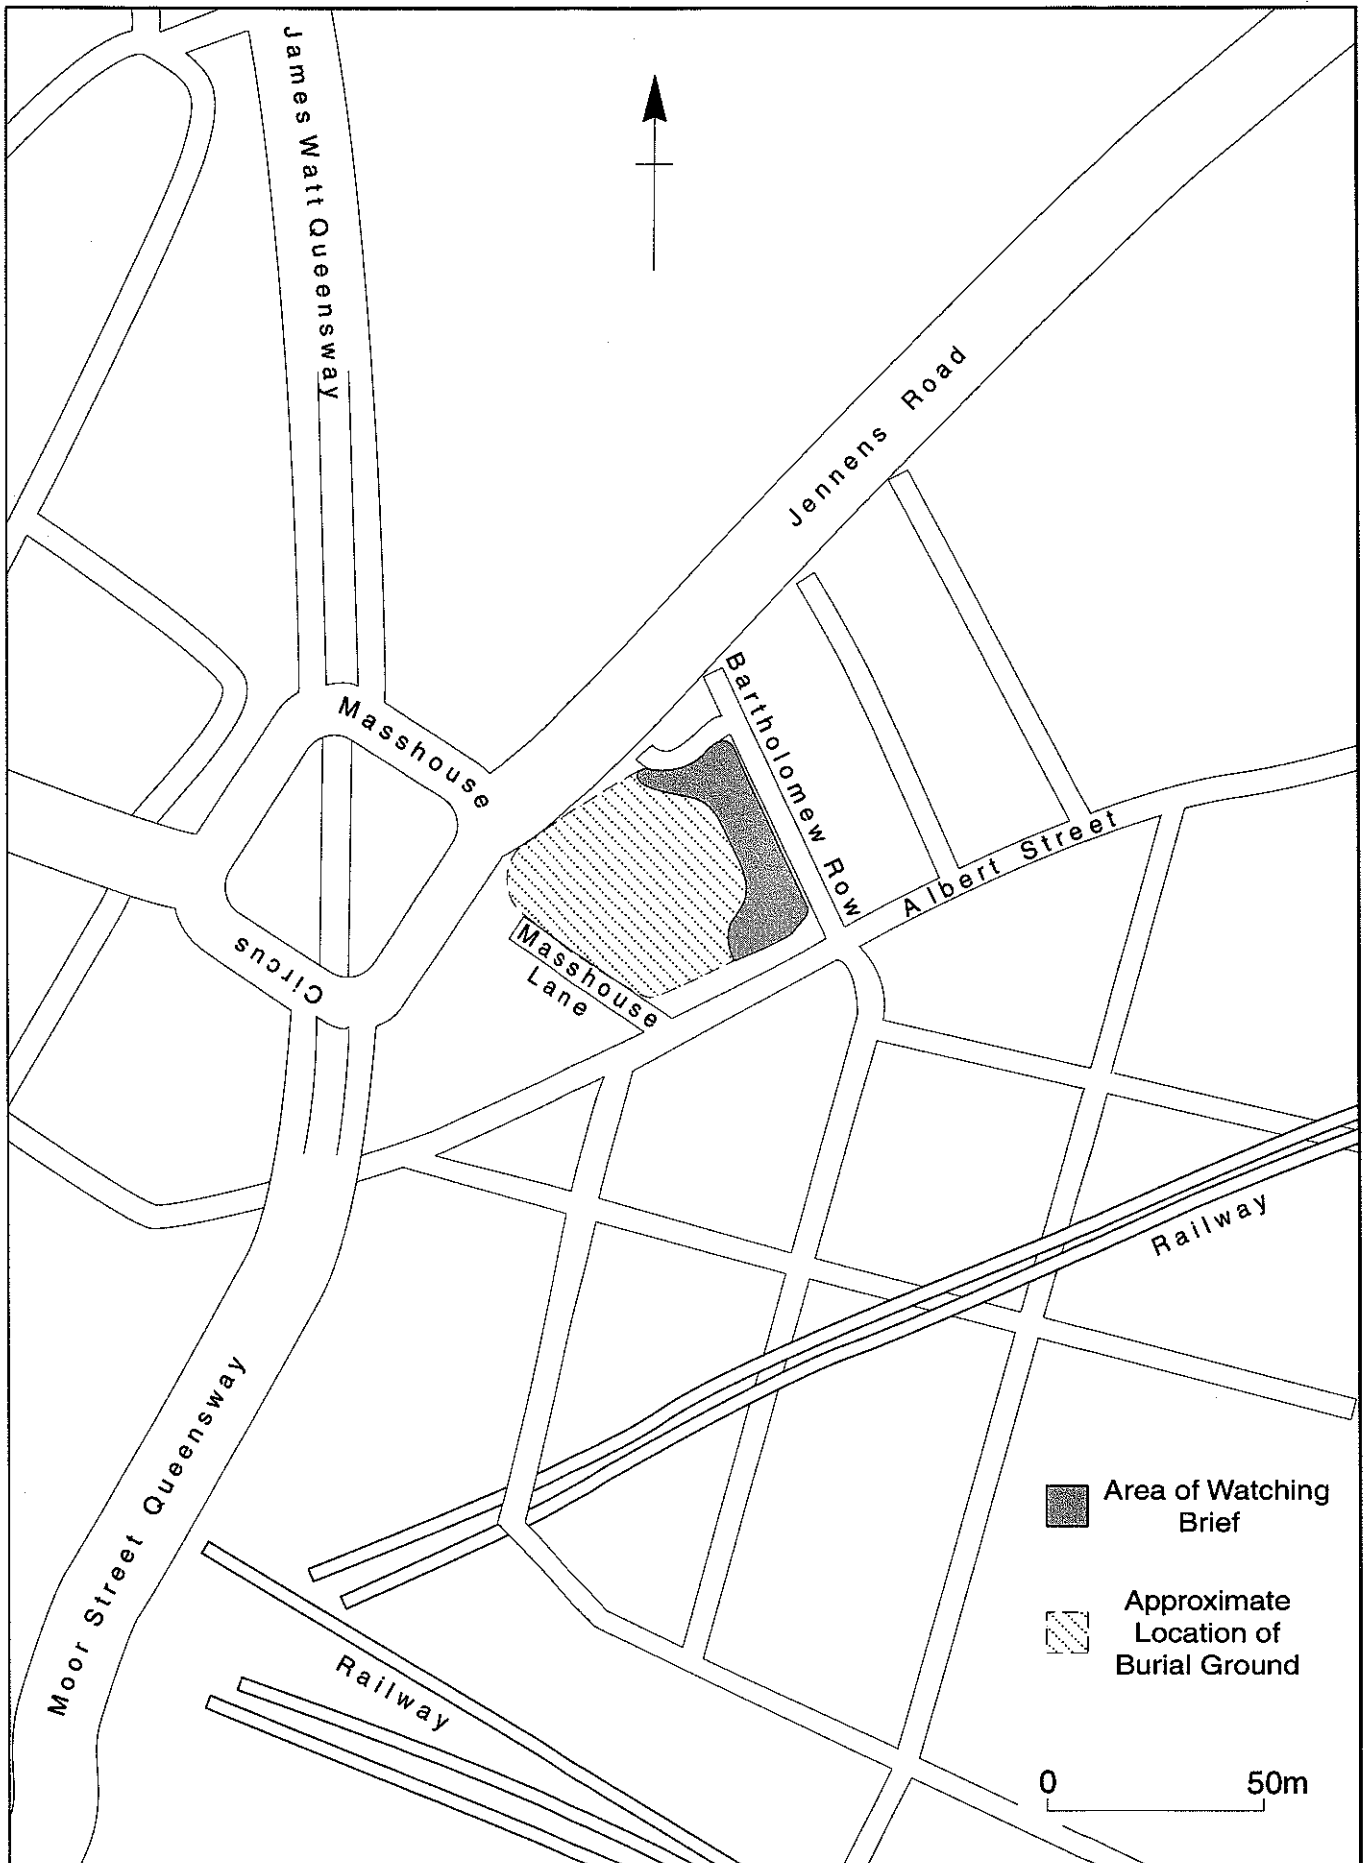 James Watt Queensway
Jennens Road
Masshouse
Bartholomew Row
Albert Street
Masshouse
Lane
Circus
Railway
Moor Street Queensway
Area of Watching
Brief
Approximate
Location of
Burial Ground
Railway
0 50m